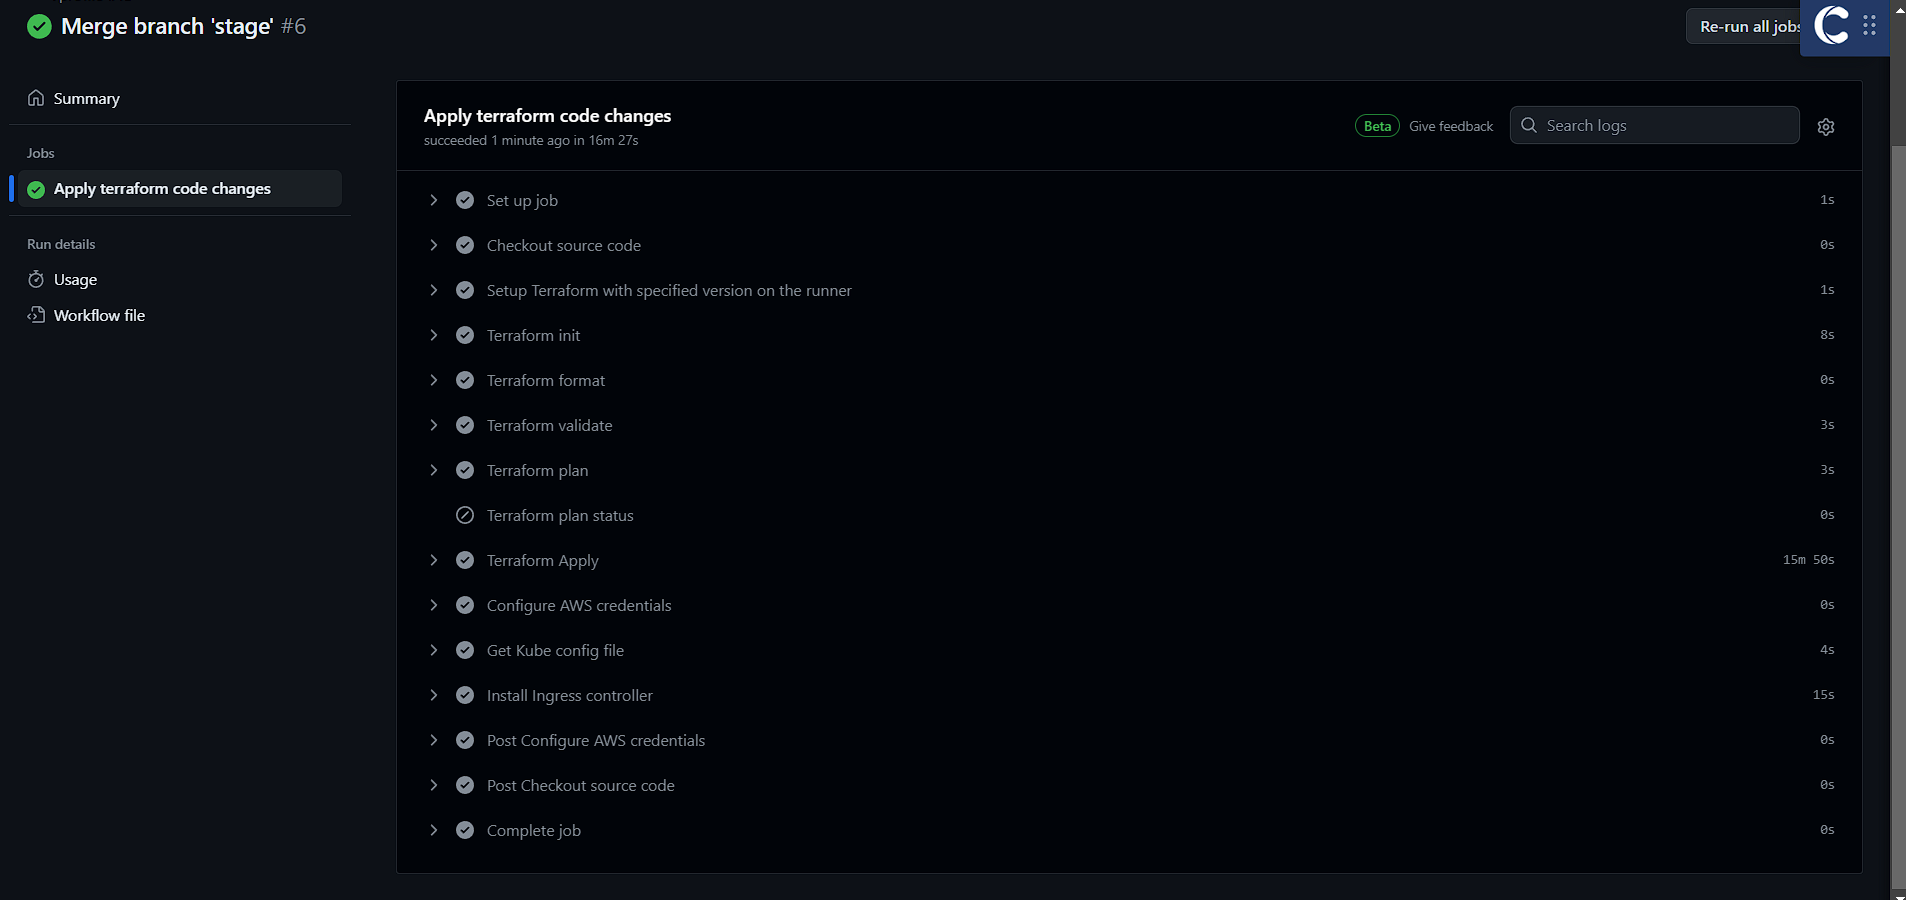 Merge branch 'stage' #6
Re-run all jobs
Summary
Jobs
Apply terraform code changes
Run details
Usage
Workflow file
Apply terraform code changes
succeeded 1 minute ago in 16m 27s
Beta Give feedback
Search logs
Set up job 1s
Checkout source code 0s
Setup Terraform with specified version on the runner 1s
Terraform init 8s
Terraform format 0s
Terraform validate 3s
Terraform plan 3s
Terraform plan status 0s
Terraform Apply 15m 50s
Configure AWS credentials 0s
Get Kube config file 4s
Install Ingress controller 15s
Post Configure AWS credentials 0s
Post Checkout source code 0s
Complete job 0s